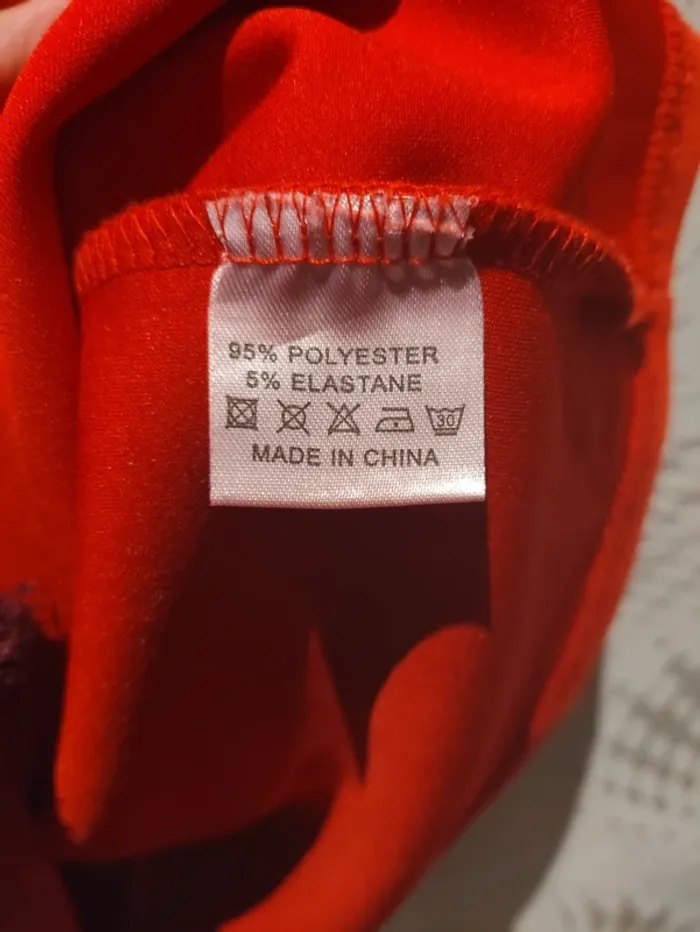 95% POLYESTER
5% ELASTANE
30
MADE IN CHINA